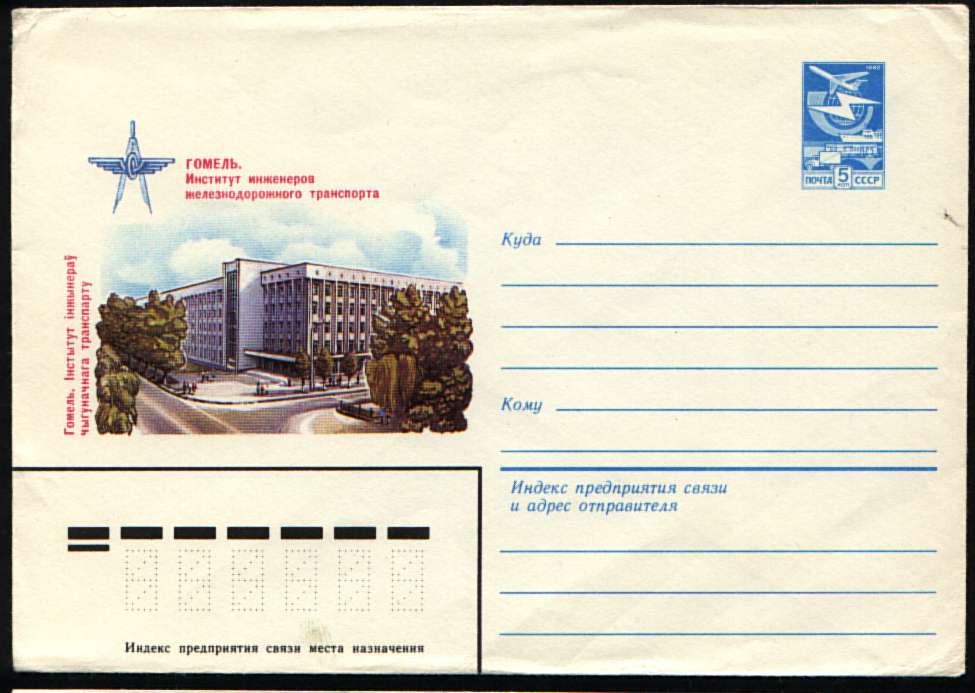 ГОМЕЛЬ.
Институт инженеров
железнодорожного транспорта
Гомель. Інстытут інжынераў
чыгуначнага транспарту
1982
ПОЧТА 5 КОП СССР
Куда
Кому
Индекс предприятия связи
и адрес отправителя
Индекс предприятия связи места назначения